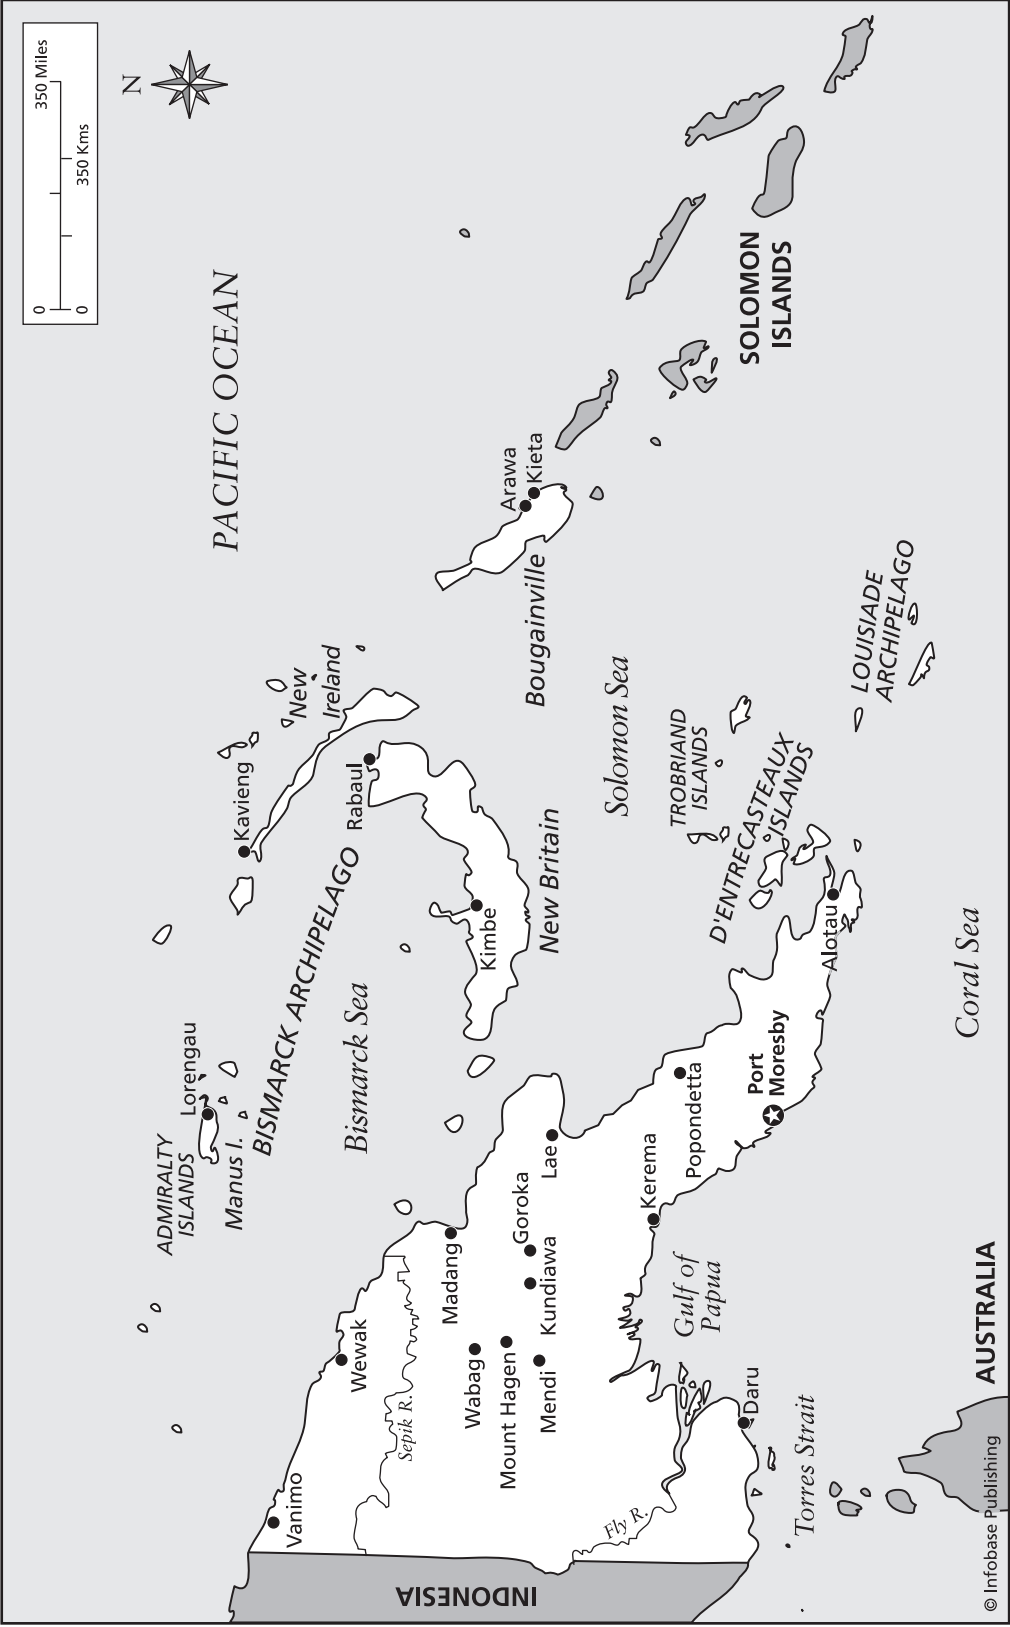 0
350 Miles
0
350 Kms
N
PACIFIC OCEAN
ADMIRALTY
ISLANDS
Lorengau
Manus I.
Kavieng
New
Ireland
BISMARCK ARCHIPELAGO
Rabaul
Bismarck Sea
Vanimo
Wewak
Sepik R.
Madang
Wabag
Mount Hagen
Mendi
Kundiawa
Goroka
Lae
Kimbe
New Britain
Bougainville
Arawa
Kieta
SOLOMON
ISLANDS
Solomon Sea
TROBRIAND
ISLANDS
D'ENTRECASTEAUX
ISLANDS
LOUISIADE
ARCHIPELAGO
INDONESIA
Fly R.
Gulf of
Papua
Kerema
Popondetta
Port
Moresby
Alotau
Daru
Torres Strait
Coral Sea
AUSTRALIA
© Infobase Publishing